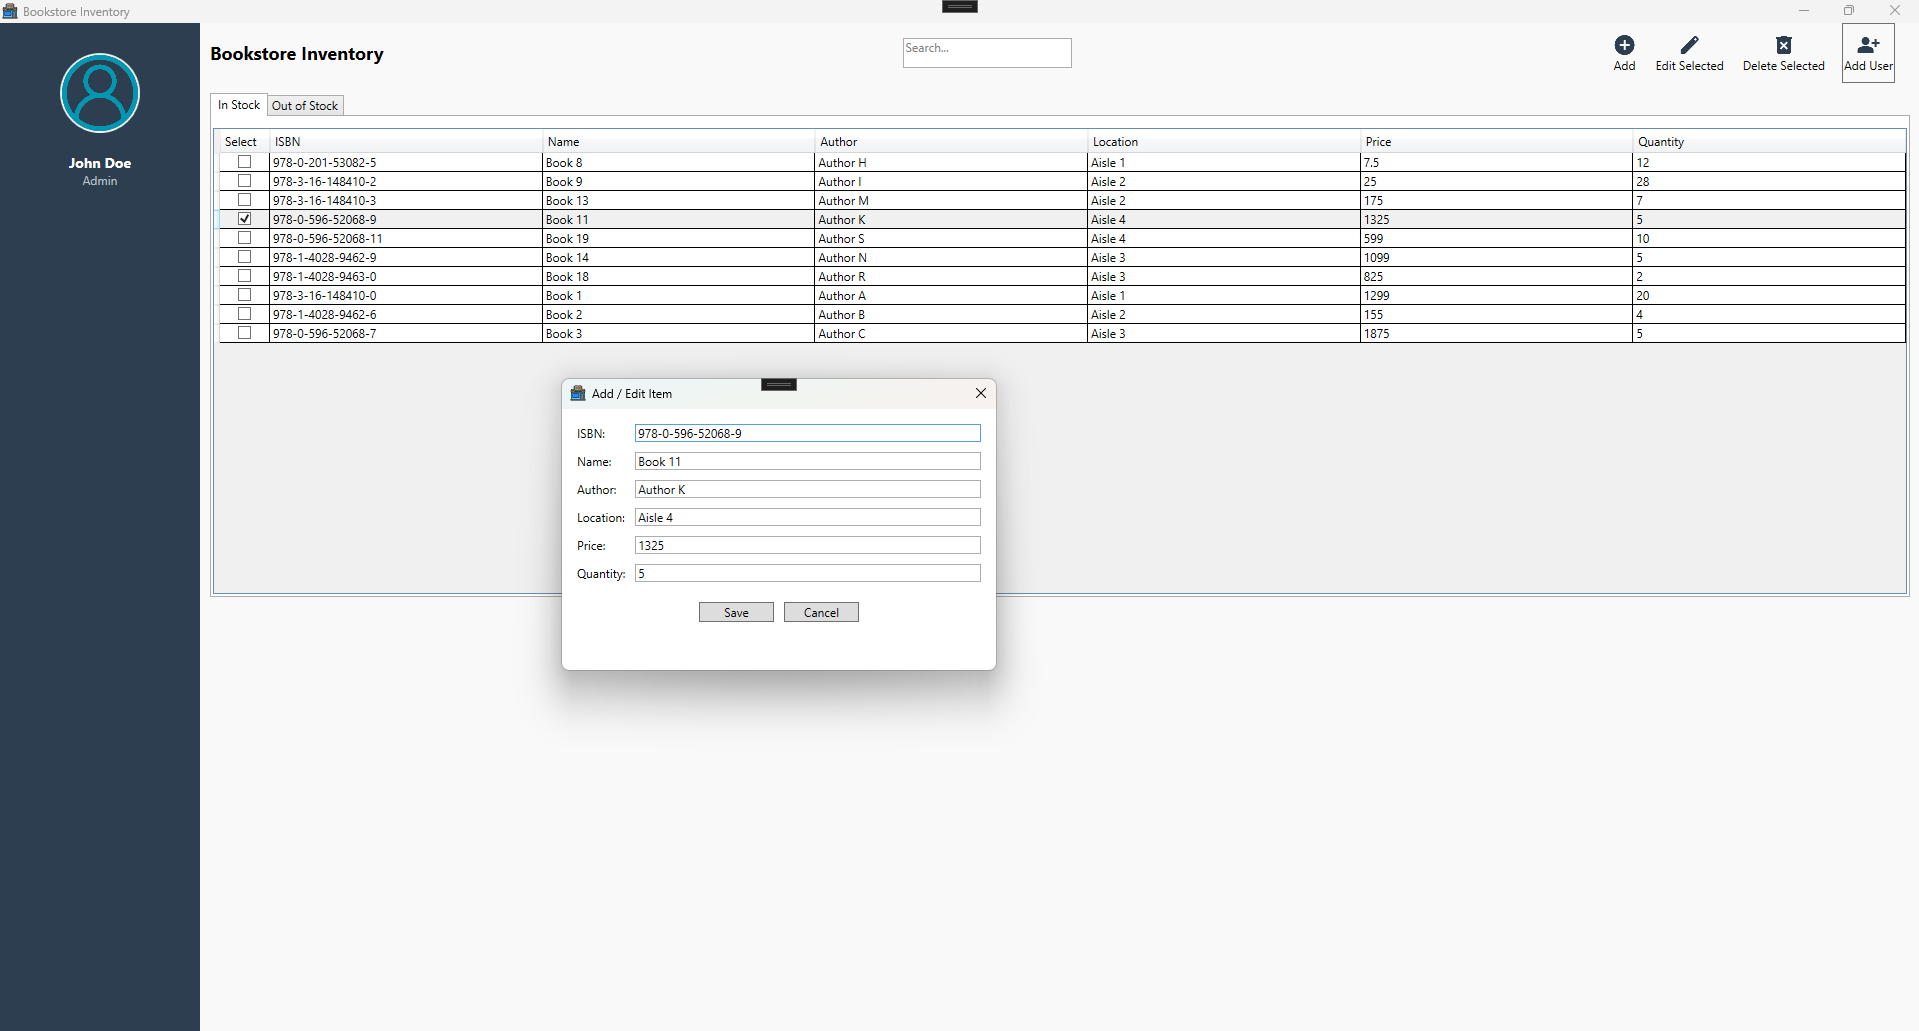 Bookstore Inventory
John Doe
Admin
Bookstore Inventory
Search...
Add
Edit Selected
Delete Selected
Add User
In Stock
Out of Stock
Select ISBN Name Author Location Price Quantity
978-0-201-53082-5 Book 8 Author H Aisle 1 7.5 12
978-3-16-148410-2 Book 9 Author I Aisle 2 25 28
978-3-16-148410-3 Book 13 Author M Aisle 2 175 7
978-0-596-52068-9 Book 11 Author K Aisle 4 1325 5
978-0-596-52068-11 Book 19 Author S Aisle 4 599 10
978-1-4028-9462-9 Book 14 Author N Aisle 3 1099 5
978-1-4028-9463-0 Book 18 Author R Aisle 3 825 2
978-3-16-148410-0 Book 1 Author A Aisle 1 1299 20
978-1-4028-9462-6 Book 2 Author B Aisle 2 155 4
978-0-596-52068-7 Book 3 Author C Aisle 3 1875 5
Add / Edit Item
ISBN: 978-0-596-52068-9
Name: Book 11
Author: Author K
Location: Aisle 4
Price: 1325
Quantity: 5
Save Cancel